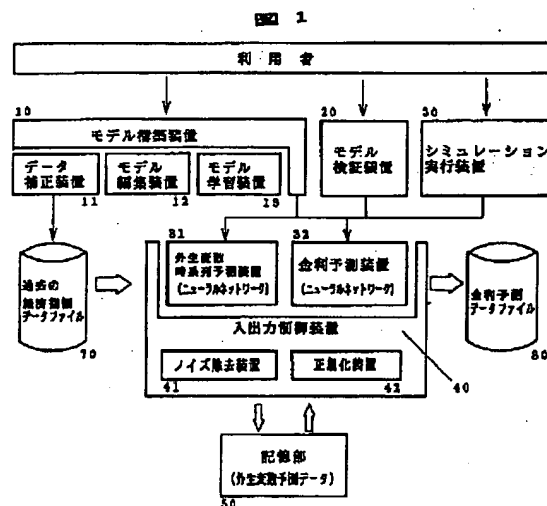 図 1
利用者
10
モデル構築装置
データ
補正装置
11
モデル
編集装置
12
モデル
学習装置
13
20
モデル
検証装置
30
シミュレーション
実行装置
31
外生変数
時系列予測装置
(ニューラルネットワーク)
32
金利予測装置
(ニューラルネットワーク)
過去の
経済指標
データファイル
70
入出力制御装置
ノイズ除去装置
41
正規化装置
42
40
金利予測
データファイル
80
記憶部
(外生変数予測データ)
50